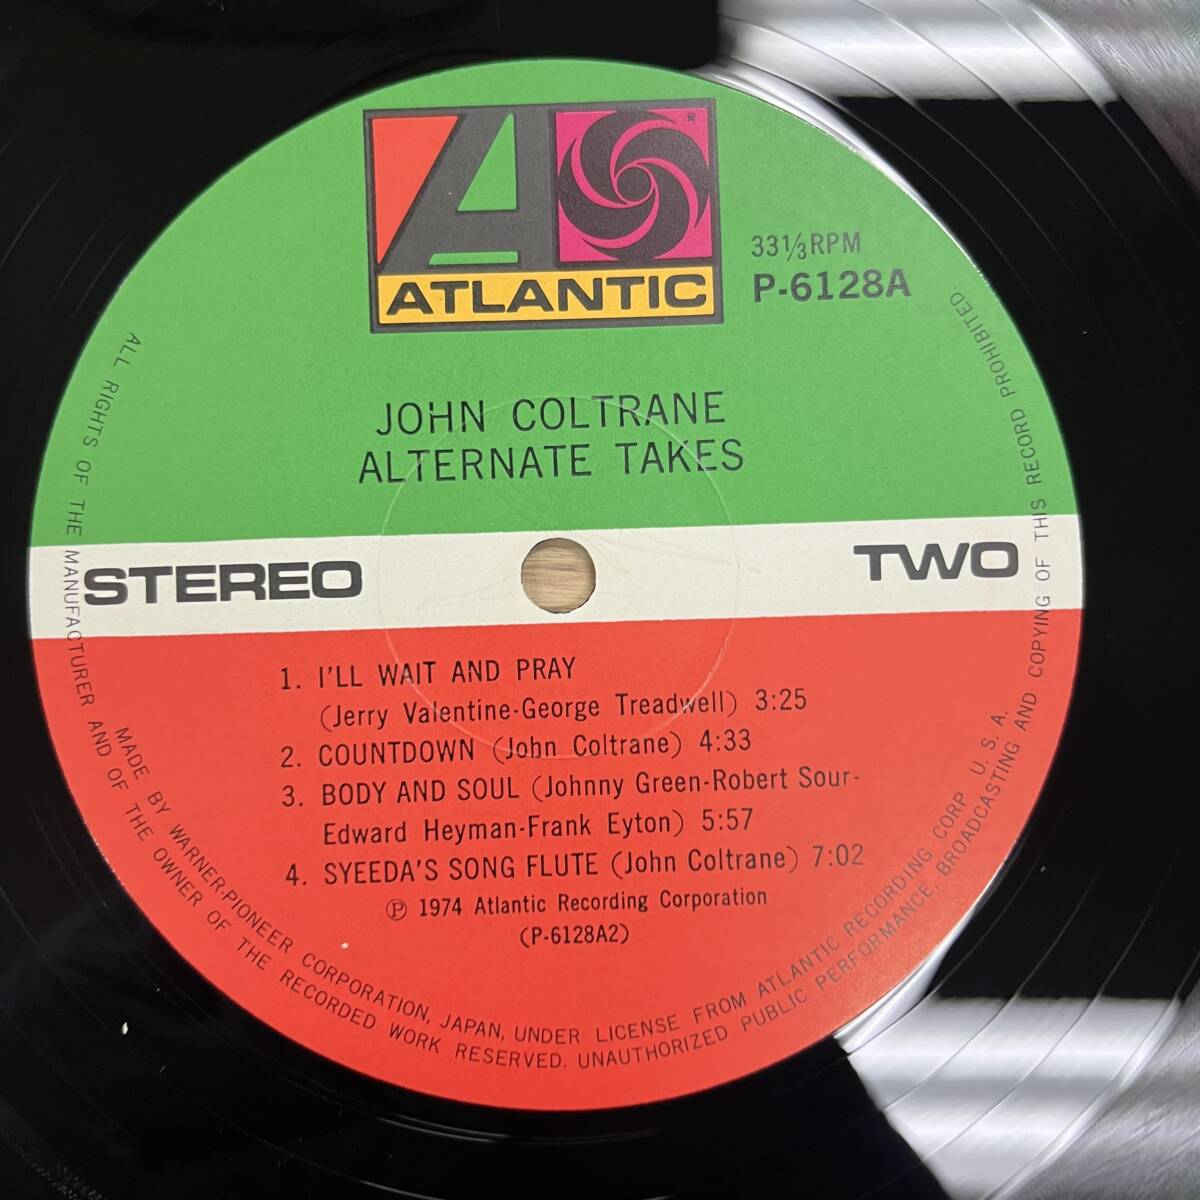 ATLANTIC
33⅓RPM
P-6128A
JOHN COLTRANE
ALTERNATE TAKES
STEREO
TWO
1. I'LL WAIT AND PRAY
(Jerry Valentine-George Treadwell) 3:25
2. COUNTDOWN (John Coltrane) 4:33
3. BODY AND SOUL (Johnny Green-Robert Sour-
Edward Heyman-Frank Eyton) 5:57
4. SYEEDA'S SONG FLUTE (John Coltrane) 7:02
Ⓟ 1974 Atlantic Recording Corporation
(P-6128A2)
MADE BY WARNER-PIONEER CORPORATION, JAPAN, UNDER LICENSE FROM ATLANTIC RECORDING CORP. U. S. A.
ALL RIGHTS OF THE MANUFACTURER AND OF THE OWNER OF THE RECORDED WORK RESERVED. UNAUTHORIZED PUBLIC PERFORMANCE, BROADCASTING AND COPYING OF THIS RECORD PROHIBITED.